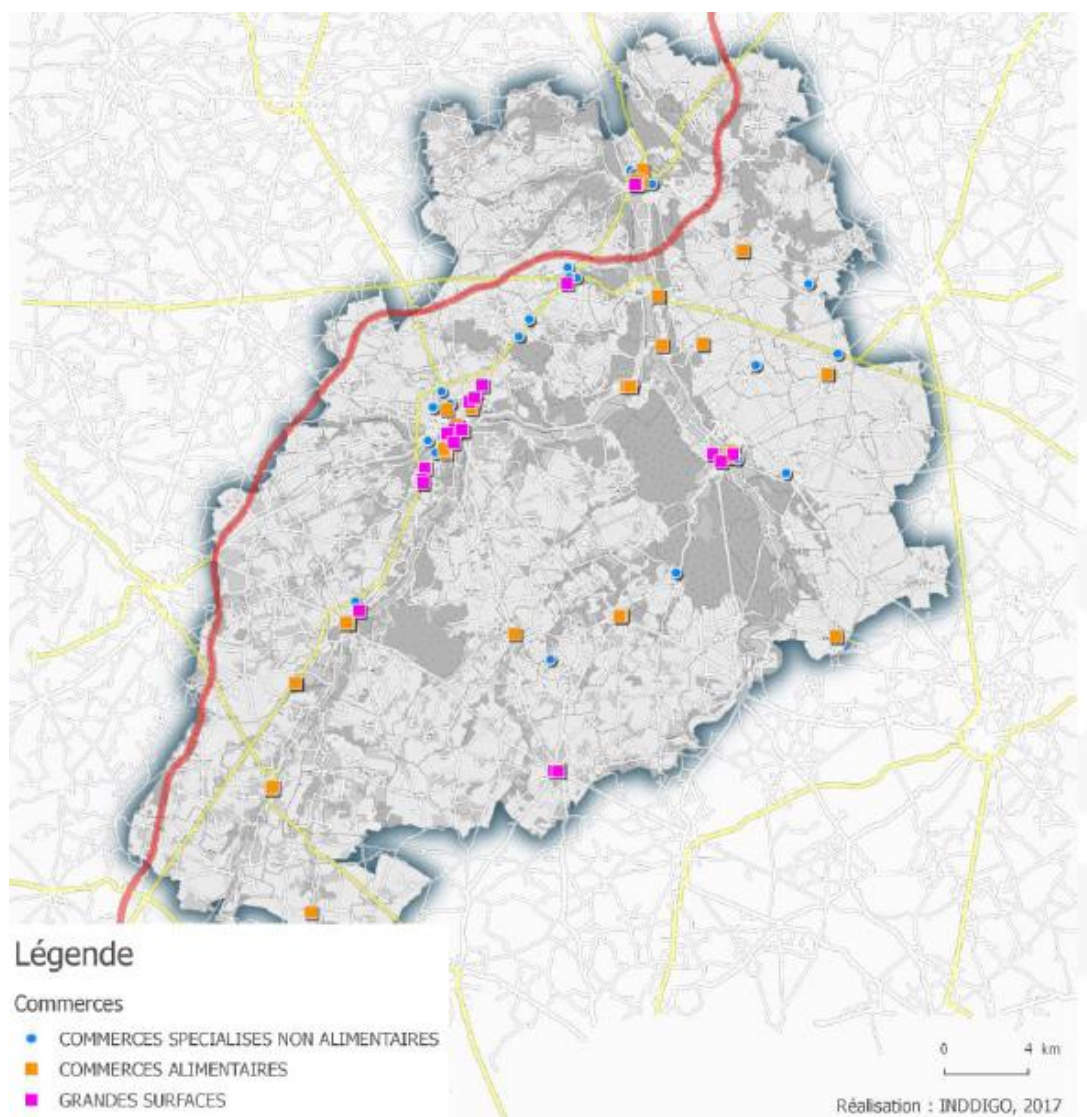 Légende
Commerces
COMMERCES SPECIALISES NON ALIMENTAIRES
COMMERCES ALIMENTAIRES
GRANDES SURFACES
0 4 km
Réalisation : INDDIGO, 2017